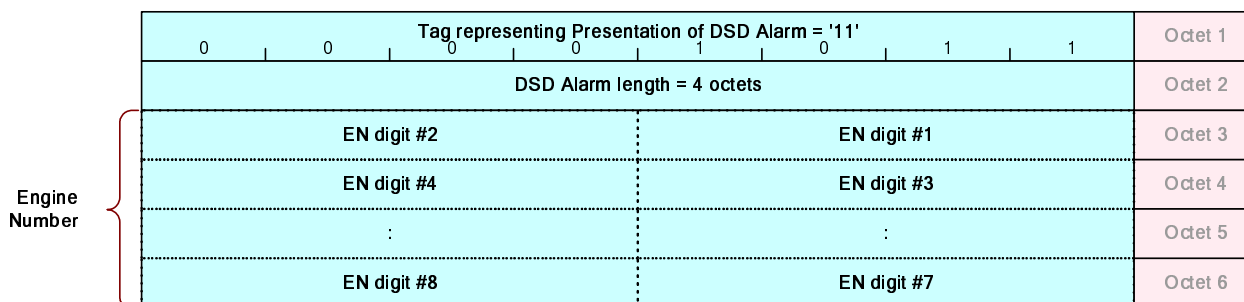 Tag representing Presentation of DSD Alarm = '11'
0 0 0 0 1 0 1 1
Octet 1
DSD Alarm length = 4 octets
Octet 2
EN digit #2
EN digit #1
Octet 3
EN digit #4
EN digit #3
Octet 4
Engine
Number
:
:
Octet 5
EN digit #8
EN digit #7
Octet 6